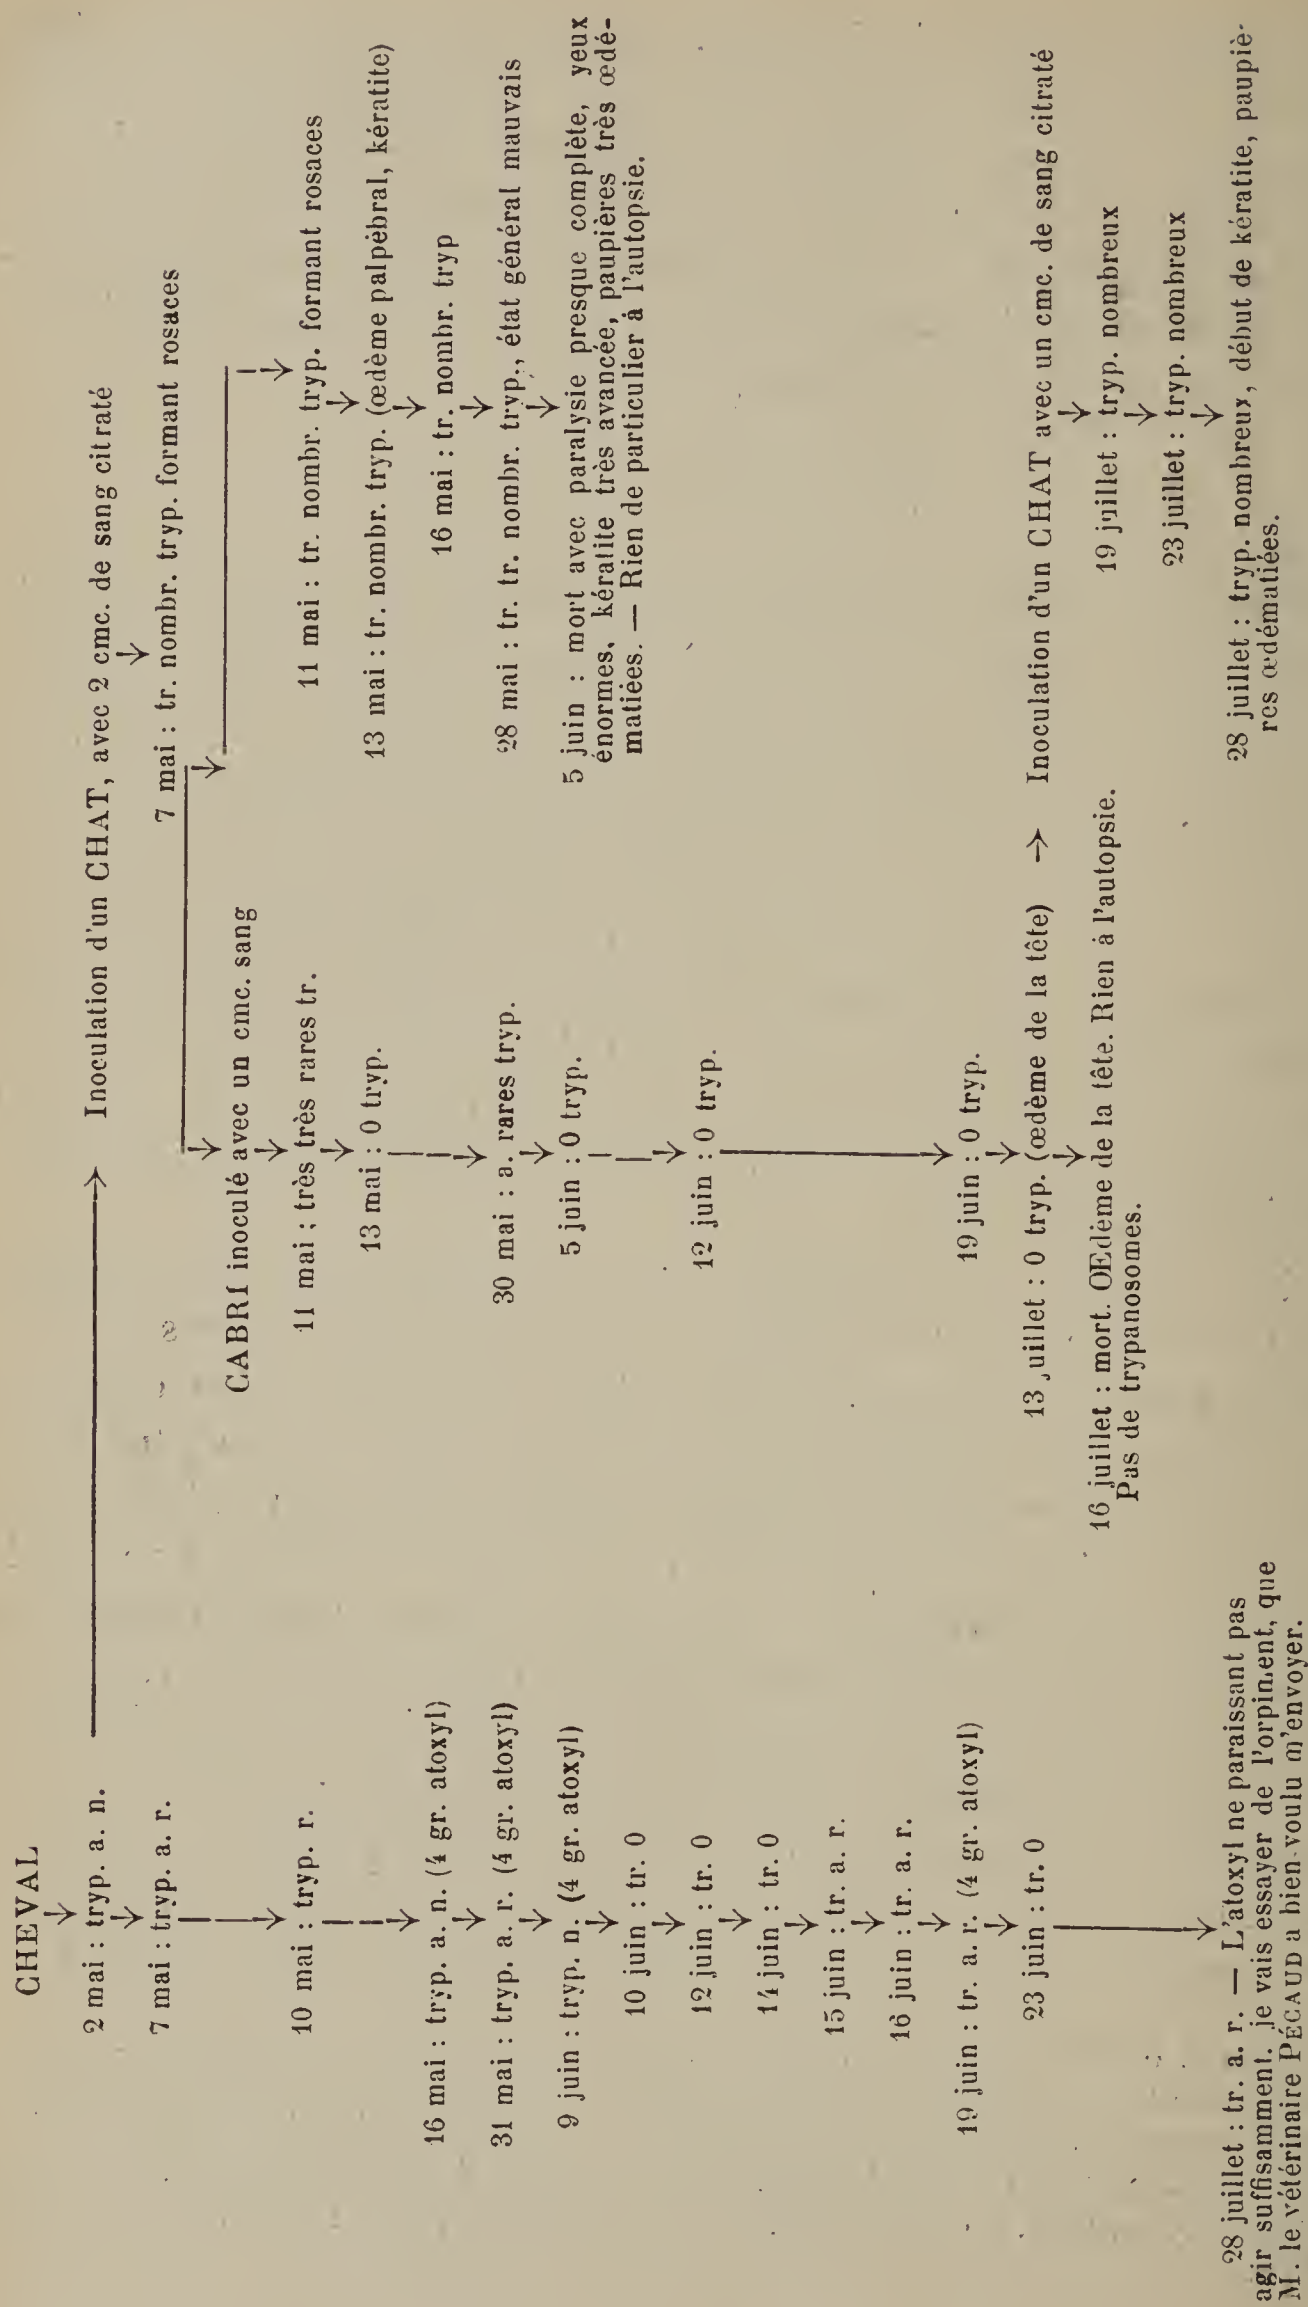 CHEVAL
2 mai : tryp. a. n.
7 mai : tryp. a. r.
10 mai : tryp. r.
16 mai : tryp. a. n. (4 gr. atoxyl)
31 mai : tryp. a. r. (4 gr. atoxyl)
9 juin : tryp. n. (4 gr. atoxyl)
10 juin : tr. 0
12 juin : tr. 0
14 juin : tr. 0
15 juin : tr. a. r.
16 juin : tr. a. r.
19 juin : tr. a. r. (4 gr. atoxyl)
23 juin : tr. 0
28 juillet : tr. a. r. — L'atoxyl ne paraissant pas
agir suffisamment. je vais essayer de l'orpiment, que
M. le vétérinaire PÉCAUD a bien voulu m'envoyer.
Inoculation d'un CHAT, avec 2 cmc. de sang citraté
7 mai : tr. nombr. tryp. formant rosaces
CABRI inoculé avec un cmc. sang
11 mai : très très rares tr.
13 mai : 0 tryp.
30 mai : a. rares tryp.
5 juin : 0 tryp.
12 juin : 0 tryp.
19 juin : 0 tryp.
13 juillet : 0 tryp. (œdème de la tête)
16 juillet : mort. Œdème de la tête. Rien à l'autopsie.
Pas de trypanosomes.
11 mai : tr. nombr. tryp. formant rosaces
13 mai : tr. nombr. tryp. (œdème palpébral, kératite)
16 mai : tr. nombr. tryp
28 mai : tr. tr. nombr. tryp., état général mauvais
5 juin : mort avec paralysie presque complète, yeux
énormes, kératite très avancée, paupières très œdé-
matiées. — Rien de particulier à l'autopsie.
Inoculation d'un CHAT avec un cmc. de sang citraté
19 juillet : tryp. nombreux
23 juillet : tryp. nombreux
28 juillet : tryp. nombreux, début de kératite, paupiè-
res œdématiées.